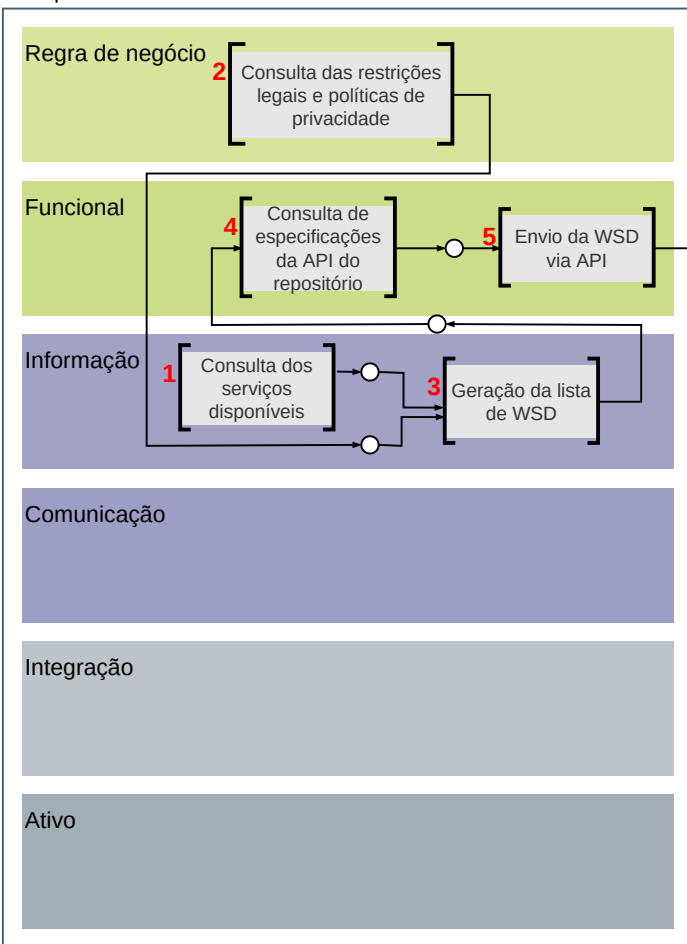 Regra de negócio
2
Consulta das restrições
legais e políticas de
privacidade
Funcional
4
Consulta de
especificações
da API do
repositório
5
Envio da WSD
via API
Informação
1
Consulta dos
serviços
disponíveis
3
Geração da lista
de WSD
Comunicação
Integração
Ativo